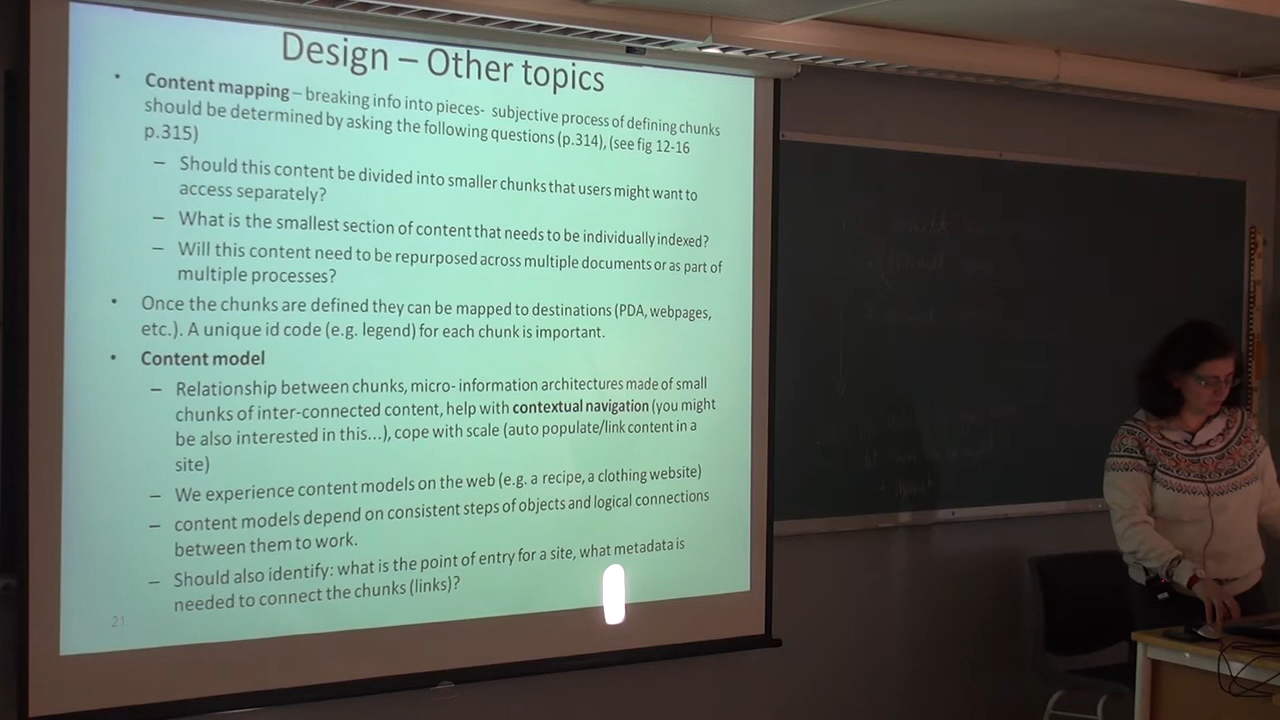 Design – Other topics
• Content mapping – breaking info into pieces- subjective process of defining chunks
should be determined by asking the following questions (p.314), (see fig 12-16
p.315)
– Should this content be divided into smaller chunks that users might want to
access separately?
– What is the smallest section of content that needs to be individually indexed?
– Will this content need to be repurposed across multiple documents or as part of
multiple processes?
• Once the chunks are defined they can be mapped to destinations (PDA, webpages,
etc.). A unique id code (e.g. legend) for each chunk is important.
• Content model
– Relationship between chunks, micro- information architectures made of small
chunks of inter-connected content, help with contextual navigation (you might
be also interested in this...), cope with scale (auto populate/link content in a
site)
– We experience content models on the web (e.g. a recipe, a clothing website)
– content models depend on consistent steps of objects and logical connections
between them to work.
– Should also identify: what is the point of entry for a site, what metadata is
needed to connect the chunks (links)?
21